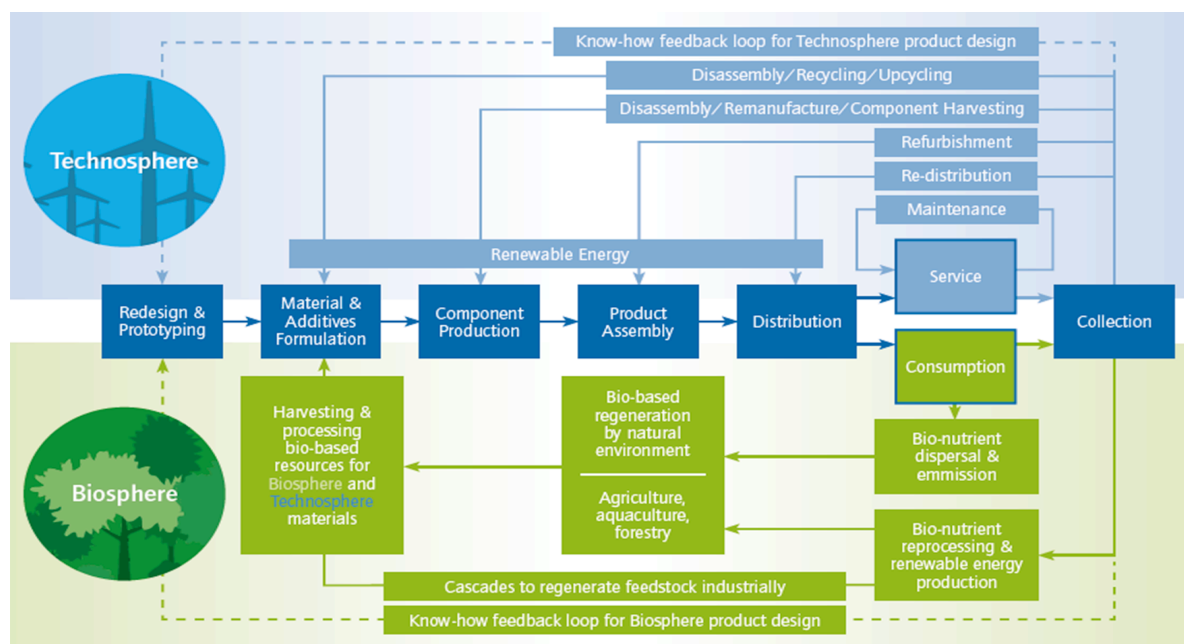 Know-how feedback loop for Technosphere product design
Disassembly/Recycling/Upcycling
Disassembly/Remanufacture/Component Harvesting
Refurbishment
Re-distribution
Maintenance
Technosphere
Renewable Energy
Redesign &
Prototyping
Material &
Additives
Formulation
Component
Production
Product
Assembly
Distribution
Service
Consumption
Collection
Biosphere
Harvesting &
processing
bio-based
resources for
Biosphere and
Technosphere
materials
Bio-based
regeneration
by natural
environment
Agriculture,
aquaculture,
forestry
Bio-nutrient
dispersal &
emmission
Bio-nutrient
reprocessing &
renewable energy
production
Cascades to regenerate feedstock industrially
Know-how feedback loop for Biosphere product design